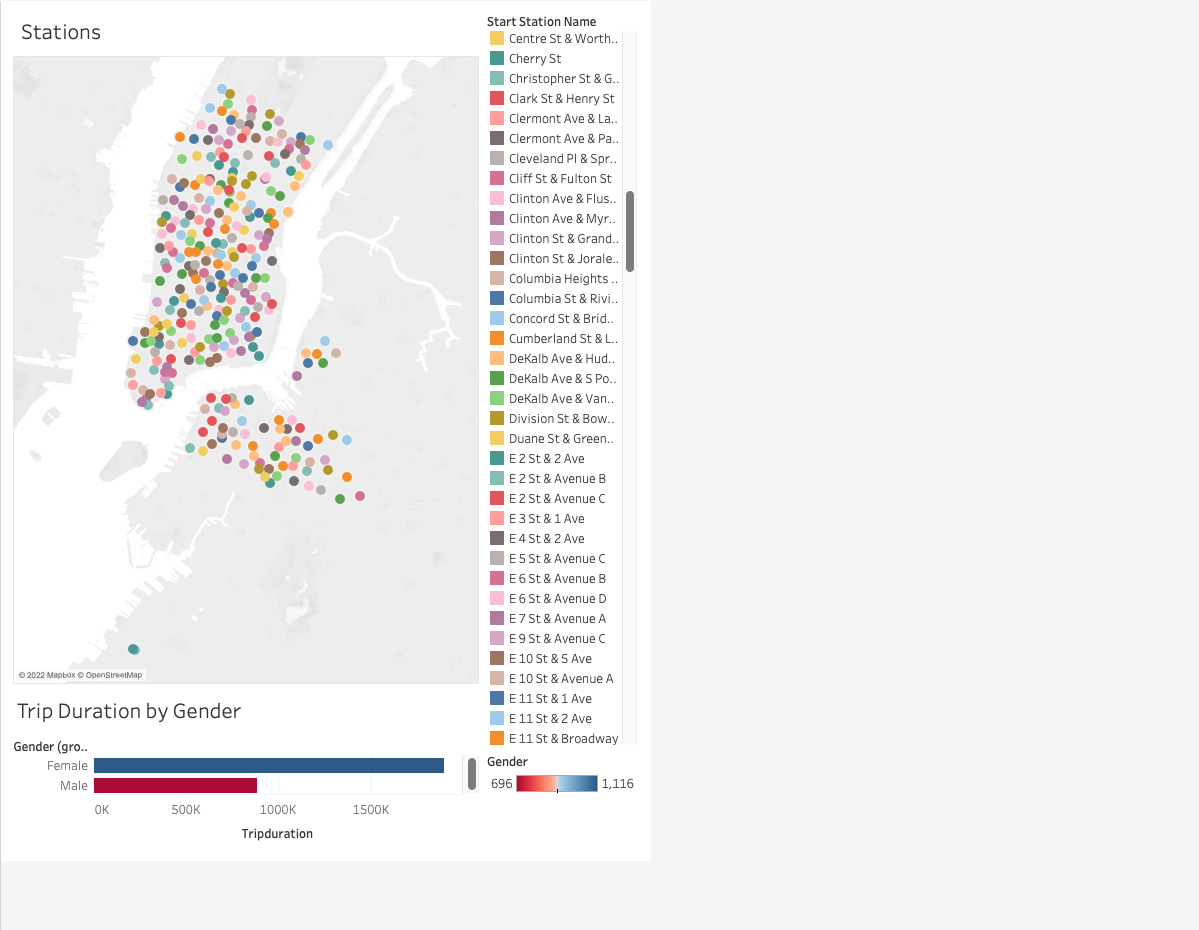 Stations
© 2022 Mapbox © OpenStreetMap
Start Station Name
Centre St & Worth..
Cherry St
Christopher St & G..
Clark St & Henry St
Clermont Ave & La..
Clermont Ave & Pa..
Cleveland Pl & Spr..
Cliff St & Fulton St
Clinton Ave & Flus..
Clinton Ave & Myr..
Clinton St & Grand..
Clinton St & Jorale..
Columbia Heights ..
Columbia St & Rivi..
Concord St & Brid..
Cumberland St & L..
DeKalb Ave & Hud..
DeKalb Ave & S Po..
DeKalb Ave & Van..
Division St & Bow..
Duane St & Green..
E 2 St & 2 Ave
E 2 St & Avenue B
E 2 St & Avenue C
E 3 St & 1 Ave
E 4 St & 2 Ave
E 5 St & Avenue C
E 6 St & Avenue B
E 6 St & Avenue D
E 7 St & Avenue A
E 9 St & Avenue C
E 10 St & 5 Ave
E 10 St & Avenue A
E 11 St & 1 Ave
E 11 St & 2 Ave
E 11 St & Broadway
Trip Duration by Gender
Gender (gro..
Female
Male
0K 500K 1000K 1500K
Tripduration
Gender
696 1,116